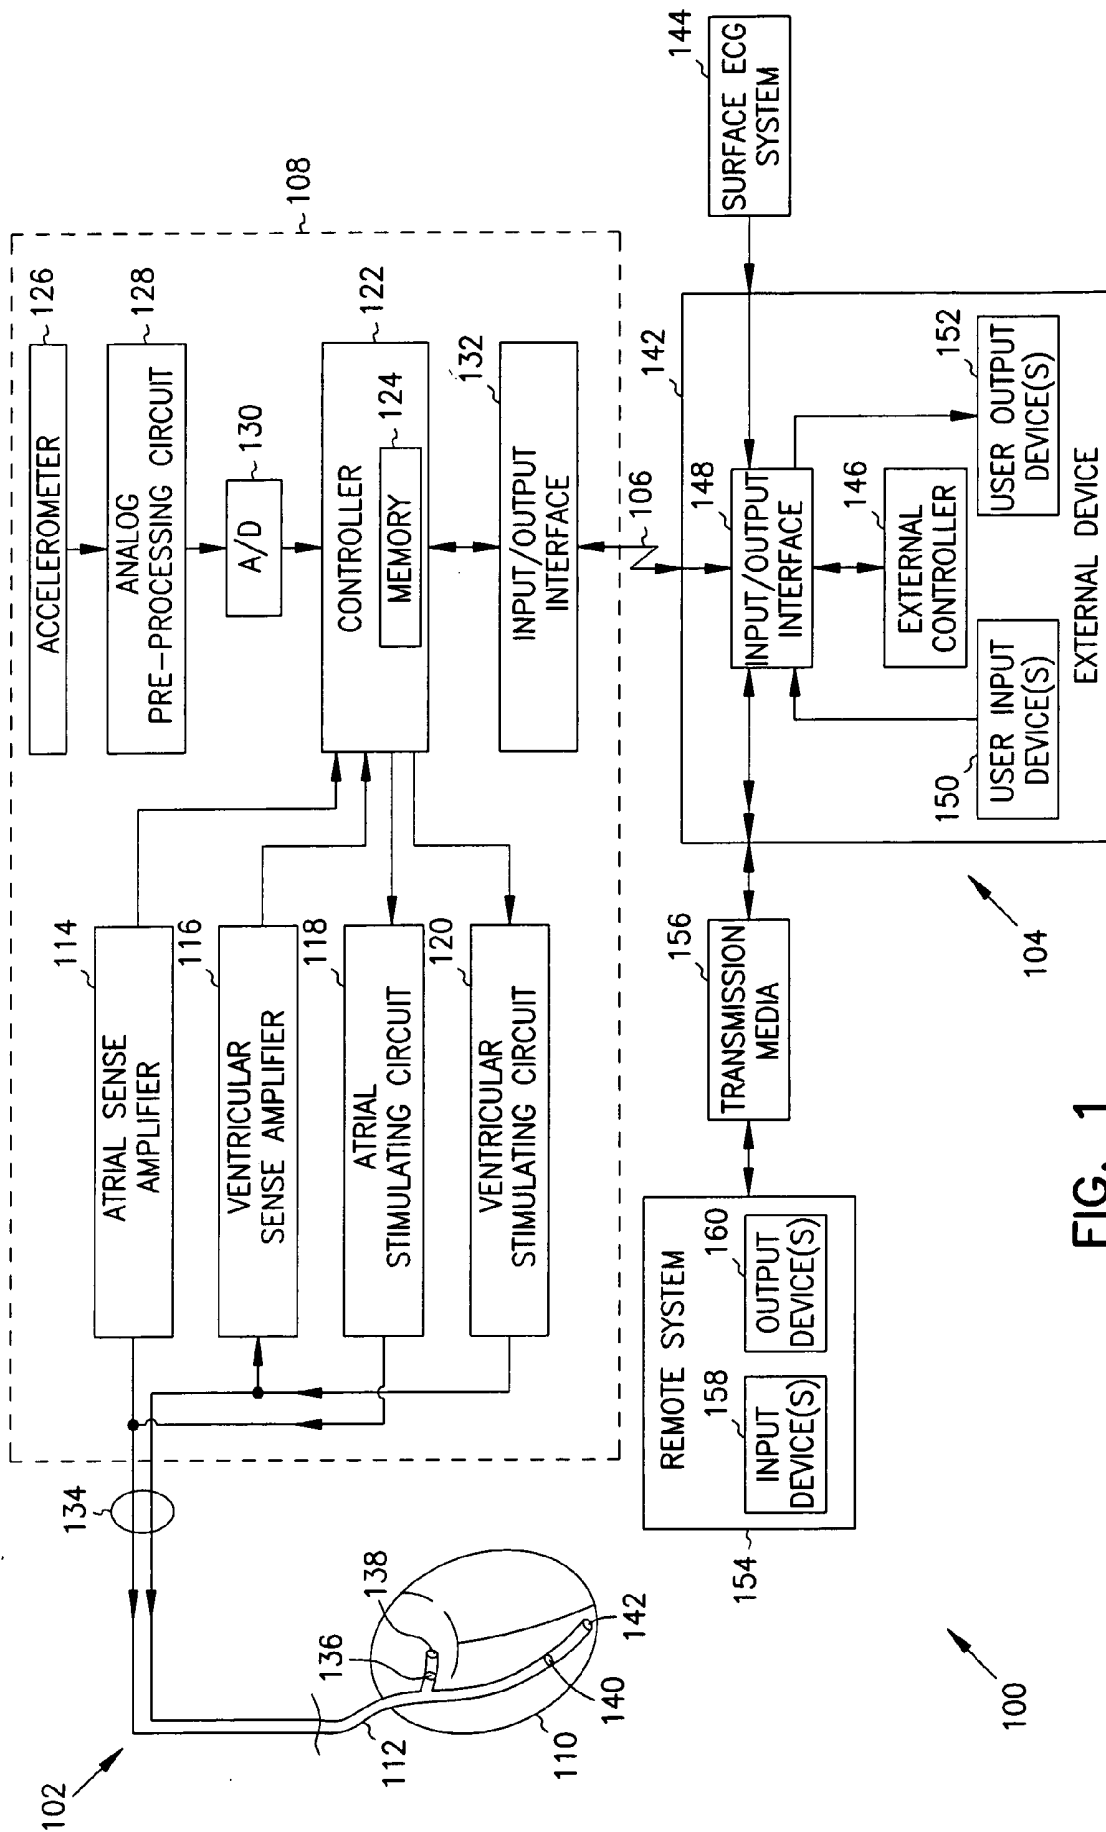 102
134
114
ATRIAL SENSE
AMPLIFIER
116
VENTRICULAR
SENSE AMPLIFIER
118
ATRIAL
STIMULATING CIRCUIT
120
VENTRICULAR
STIMULATING CIRCUIT
126
ACCELEROMETER
128
ANALOG
PRE-PROCESSING CIRCUIT
130
A/D
122
CONTROLLER
124
MEMORY
132
INPUT/OUTPUT
INTERFACE
108
112
136
138
110
140
142
106
154
REMOTE SYSTEM
158
INPUT
DEVICE(S)
160
OUTPUT
DEVICE(S)
156
TRANSMISSION
MEDIA
142
148
INPUT/OUTPUT
INTERFACE
146
EXTERNAL
CONTROLLER
150
USER INPUT
DEVICE(S)
152
USER OUTPUT
DEVICE(S)
EXTERNAL DEVICE
144
SURFACE ECG
SYSTEM
104
100
FIG. 1